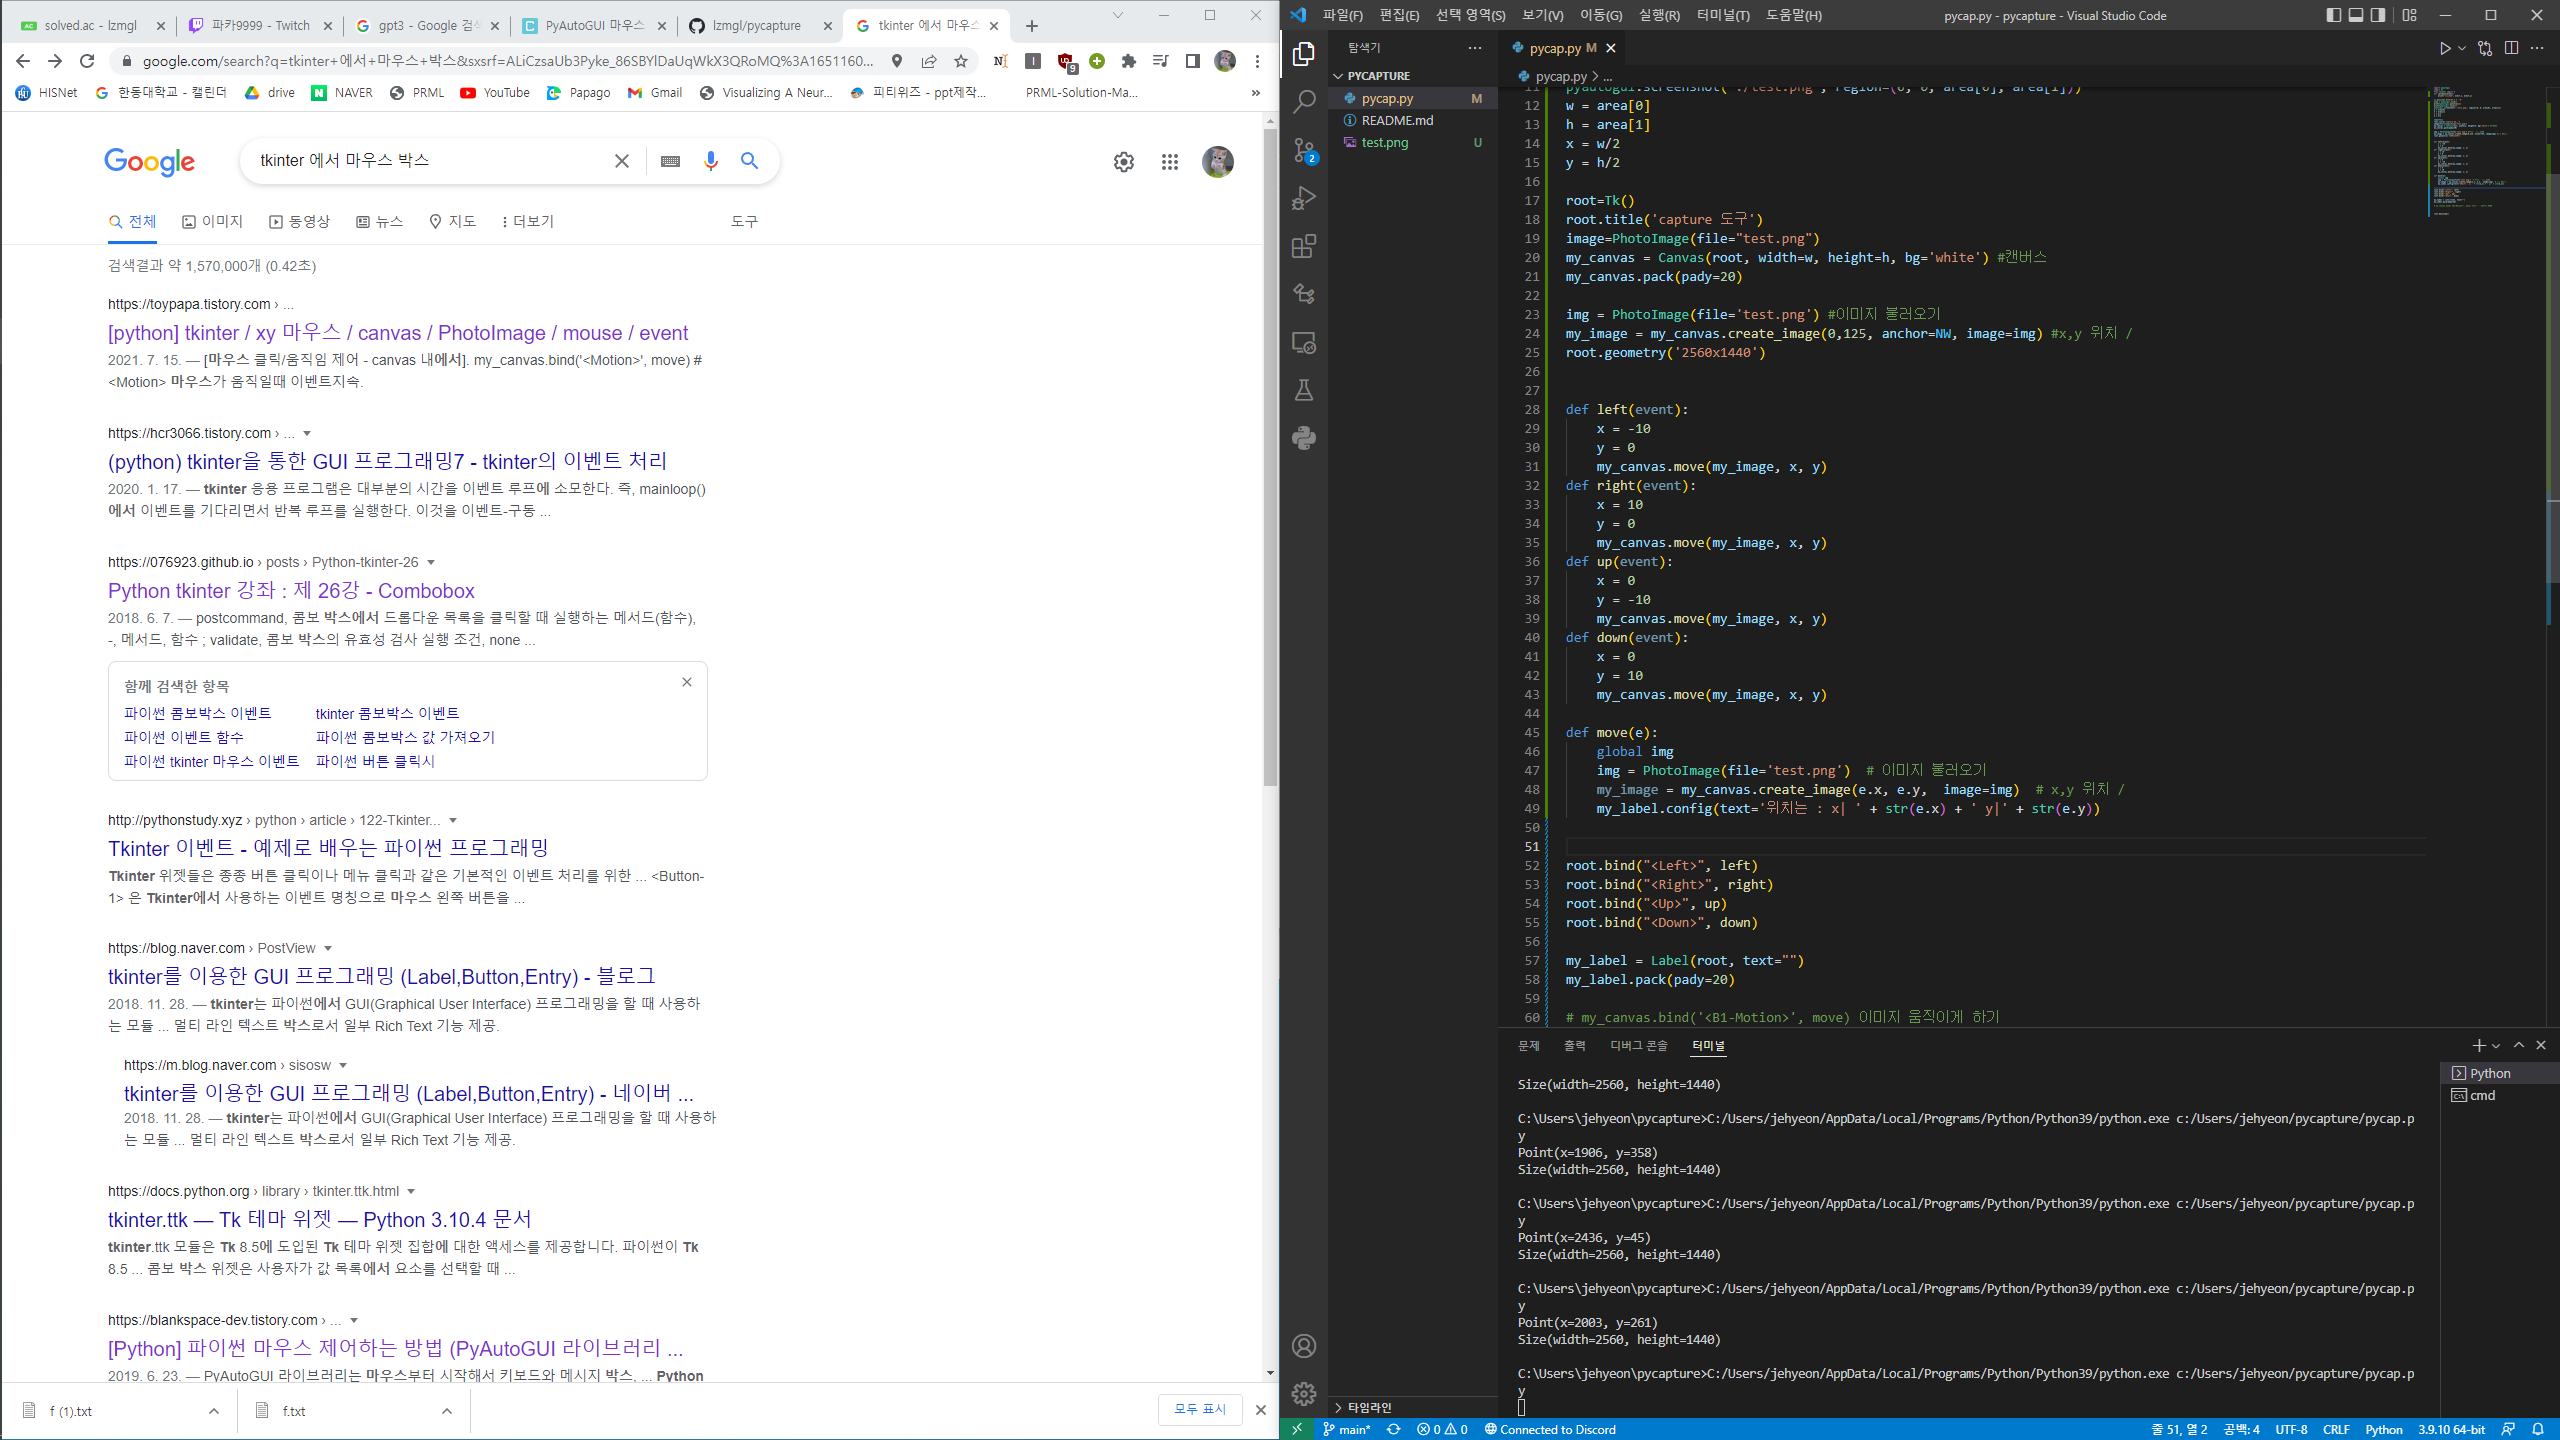 solved.ac - lzmgl
파카9999 - Twitch
gpt3 - Google 검색
PyAutoGUI 마우스
lzmgl/pycapture
tkinter 에서 마우스
google.com/search?q=tkinter+에서+마우스+박스&sxsrf=ALiCzsaUb3Pyke_86SBYlDaUqWkX3QRoMQ%3A1651160...
9
HISNet
한동대학교 - 캘린더
drive
NAVER
PRML
YouTube
Papago
Gmail
Visualizing A Neur...
피티위즈 - ppt제작...
PRML-Solution-Ma...
»
Google
tkinter 에서 마우스 박스
전체
이미지
동영상
뉴스
지도
더보기
도구
검색결과 약 1,570,000개 (0.42초)
https://toypapa.tistory.com › ...
[python] tkinter / xy 마우스 / canvas / PhotoImage / mouse / event
2021. 7. 15. — [마우스 클릭/움직임 제어 - canvas 내에서]. my_canvas.bind('<Motion>', move) #
<Motion> 마우스가 움직일때 이벤트지속.
https://hcr3066.tistory.com › ...
(python) tkinter을 통한 GUI 프로그래밍7 - tkinter의 이벤트 처리
2020. 1. 17. — tkinter 응용 프로그램은 대부분의 시간을 이벤트 루프에 소모한다. 즉, mainloop()
에서 이벤트를 기다리면서 반복 루프를 실행한다. 이것을 이벤트-구동 ...
https://076923.github.io › posts › Python-tkinter-26
Python tkinter 강좌 : 제 26강 - Combobox
2018. 6. 7. — postcommand, 콤보 박스에서 드롭다운 목록을 클릭할 때 실행하는 메서드(함수),
-, 메서드, 함수 ; validate, 콤보 박스의 유효성 검사 실행 조건, none ...
함께 검색한 항목
파이썬 콤보박스 이벤트
tkinter 콤보박스 이벤트
파이썬 이벤트 함수
파이썬 콤보박스 값 가져오기
파이썬 tkinter 마우스 이벤트
파이썬 버튼 클릭시
http://pythonstudy.xyz › python › article › 122-Tkinter...
Tkinter 이벤트 - 예제로 배우는 파이썬 프로그래밍
Tkinter 위젯들은 종종 버튼 클릭이나 메뉴 클릭과 같은 기본적인 이벤트 처리를 위한 ... <Button-
1> 은 Tkinter에서 사용하는 이벤트 명칭으로 마우스 왼쪽 버튼을 ...
https://blog.naver.com › PostView
tkinter를 이용한 GUI 프로그래밍 (Label,Button,Entry) - 블로그
2018. 11. 28. — tkinter는 파이썬에서 GUI(Graphical User Interface) 프로그래밍을 할 때 사용하
는 모듈 ... 멀티 라인 텍스트 박스로서 일부 Rich Text 기능 제공.
https://m.blog.naver.com › sisosw
tkinter를 이용한 GUI 프로그래밍 (Label,Button,Entry) - 네이버 ...
2018. 11. 28. — tkinter는 파이썬에서 GUI(Graphical User Interface) 프로그래밍을 할 때 사용하
는 모듈 ... 멀티 라인 텍스트 박스로서 일부 Rich Text 기능 제공.
https://docs.python.org › library › tkinter.ttk.html
tkinter.ttk — Tk 테마 위젯 — Python 3.10.4 문서
tkinter.ttk 모듈은 Tk 8.5에 도입된 Tk 테마 위젯 집합에 대한 액세스를 제공합니다. 파이썬이 Tk
8.5 ... 콤보 박스 위젯은 사용자가 값 목록에서 요소를 선택할 때 ...
https://blankspace-dev.tistory.com › ...
[Python] 파이썬 마우스 제어하는 방법 (PyAutoGUI 라이브러리 ...
2019. 6. 23. — PyAutoGUI 라이브러리는 마우스부터 시작해서 키보드와 메시지 박스, ... Python
f (1).txt
f.txt
모두 표시
파일(F) 편집(E) 선택 영역(S) 보기(V) 이동(G) 실행(R) 터미널(T) 도움말(H)
pycap.py - pycapture - Visual Studio Code
탐색기
PYCAPTURE
pycap.py M
README.md
test.png U
2
타임라인
pycap.py M
pycap.py > ...
11 pyautogui.screenshot('./test.png', region=(0, 0, area[0], area[1]))
12 w = area[0]
13 h = area[1]
14 x = w/2
15 y = h/2
16
17 root=Tk()
18 root.title('capture 도구')
19 image=PhotoImage(file="test.png")
20 my_canvas = Canvas(root, width=w, height=h, bg='white') #캔버스
21 my_canvas.pack(pady=20)
22
23 img = PhotoImage(file='test.png') #이미지 불러오기
24 my_image = my_canvas.create_image(0,125, anchor=NW, image=img) #x,y 위치 /
25 root.geometry('2560x1440')
26
27
28 def left(event):
29 x = -10
30 y = 0
31 my_canvas.move(my_image, x, y)
32 def right(event):
33 x = 10
34 y = 0
35 my_canvas.move(my_image, x, y)
36 def up(event):
37 x = 0
38 y = -10
39 my_canvas.move(my_image, x, y)
40 def down(event):
41 x = 0
42 y = 10
43 my_canvas.move(my_image, x, y)
44
45 def move(e):
46 global img
47 img = PhotoImage(file='test.png') # 이미지 불러오기
48 my_image = my_canvas.create_image(e.x, e.y, image=img) # x,y 위치 /
49 my_label.config(text='위치는 : x| ' + str(e.x) + ' y|' + str(e.y))
50
51
52 root.bind("<Left>", left)
53 root.bind("<Right>", right)
54 root.bind("<Up>", up)
55 root.bind("<Down>", down)
56
57 my_label = Label(root, text="")
58 my_label.pack(pady=20)
59
60 # my_canvas.bind('<B1-Motion>', move) 이미지 움직이게 하기
문제 출력 디버그 콘솔 터미널
Python
cmd
Size(width=2560, height=1440)
C:\Users\jehyeon\pycapture>C:/Users/jehyeon/AppData/Local/Programs/Python/Python39/python.exe c:/Users/jehyeon/pycapture/pycap.p
y
Point(x=1906, y=358)
Size(width=2560, height=1440)
C:\Users\jehyeon\pycapture>C:/Users/jehyeon/AppData/Local/Programs/Python/Python39/python.exe c:/Users/jehyeon/pycapture/pycap.p
y
Point(x=2436, y=45)
Size(width=2560, height=1440)
C:\Users\jehyeon\pycapture>C:/Users/jehyeon/AppData/Local/Programs/Python/Python39/python.exe c:/Users/jehyeon/pycapture/pycap.p
y
Point(x=2003, y=261)
Size(width=2560, height=1440)
C:\Users\jehyeon\pycapture>C:/Users/jehyeon/AppData/Local/Programs/Python/Python39/python.exe c:/Users/jehyeon/pycapture/pycap.p
y
main*
0 0
Connected to Discord
줄 51, 열 2
공백: 4
UTF-8
CRLF
Python
3.9.10 64-bit